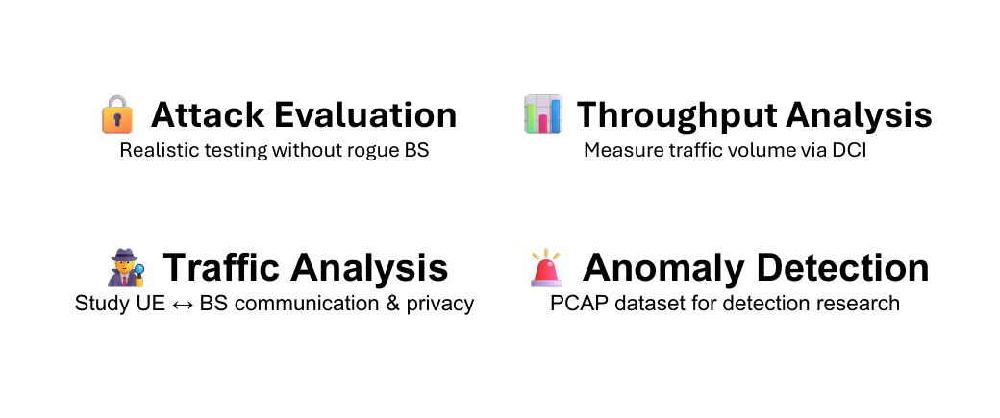 Attack Evaluation
Realistic testing without rogue BS
Throughput Analysis
Measure traffic volume via DCI
Traffic Analysis
Study UE ↔ BS communication & privacy
Anomaly Detection
PCAP dataset for detection research